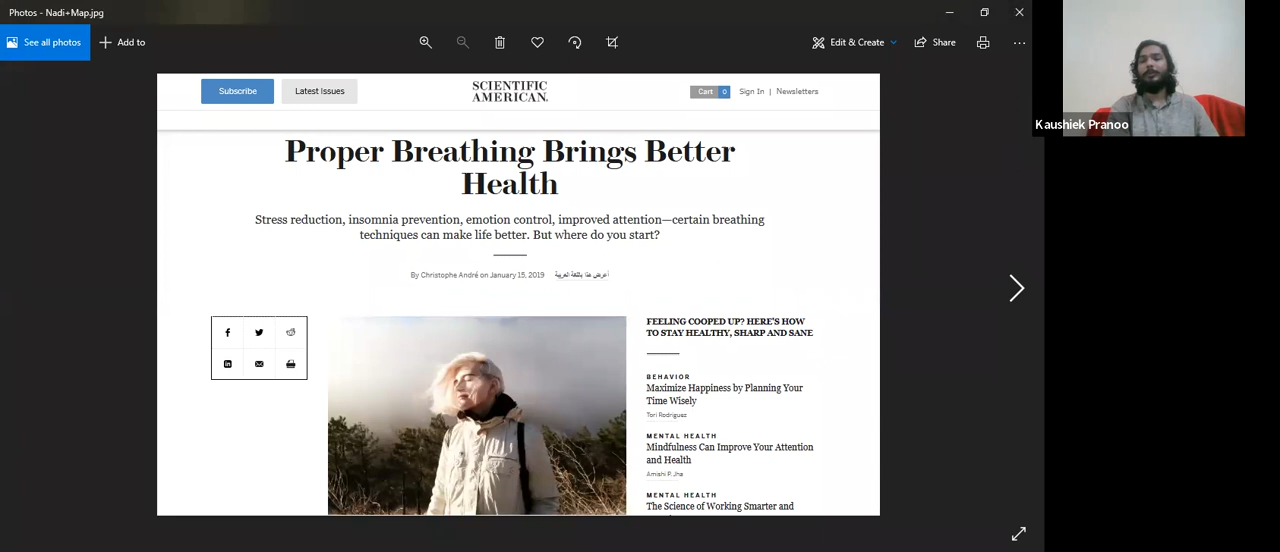 Photos - Nadi+Map.jpg
See all photos
Add to
Edit & Create
Share
Kaushiek Pranoo
Subscribe
Latest Issues
SCIENTIFIC
AMERICAN.
Cart 0
Sign In | Newsletters
Proper Breathing Brings Better
Health
Stress reduction, insomnia prevention, emotion control, improved attention—certain breathing
techniques can make life better. But where do you start?
By Christophe André on January 15, 2019 أعرض هذا باللغة العربية
FEELING COOPED UP? HERE'S HOW
TO STAY HEALTHY, SHARP AND SANE
BEHAVIOR
Maximize Happiness by Planning Your
Time Wisely
Tori Rodriguez
MENTAL HEALTH
Mindfulness Can Improve Your Attention
and Health
Amishi P. Jha
MENTAL HEALTH
The Science of Working Smarter and